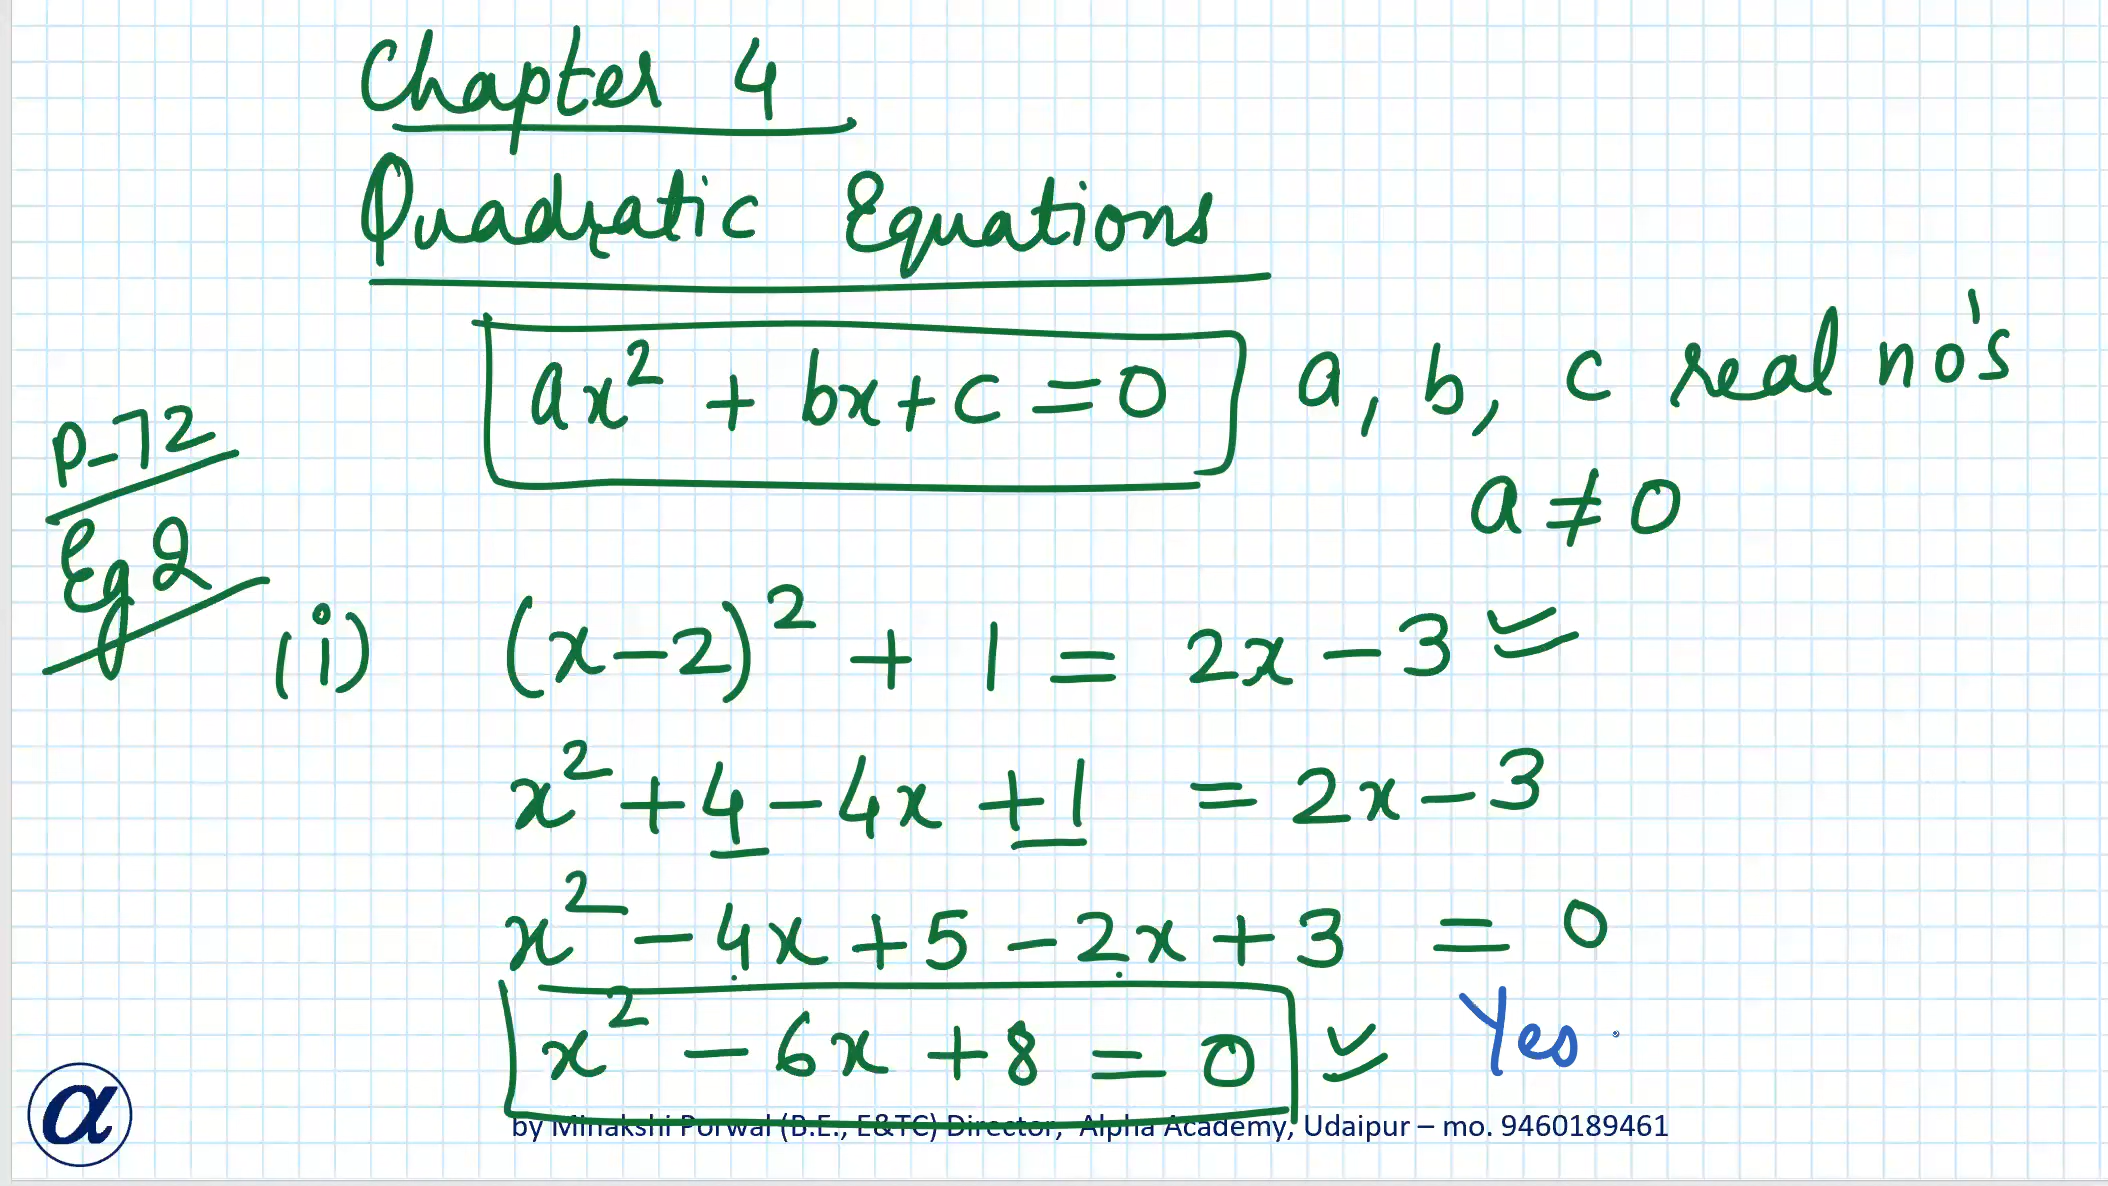 Chapter 4
Quadratic Equations
ax² + bx + c = 0 a, b, c real no's
a ≠ 0
P-72
Eg 2
(i) (x-2)² + 1 = 2x - 3
x² + 4 - 4x + 1 = 2x - 3
x² - 4x + 5 - 2x + 3 = 0
x² - 6x + 8 = 0 Yes.
α
by Minakshi Porwal (B.E., E&TC) Director, Alpha Academy, Udaipur – mo. 9460189461